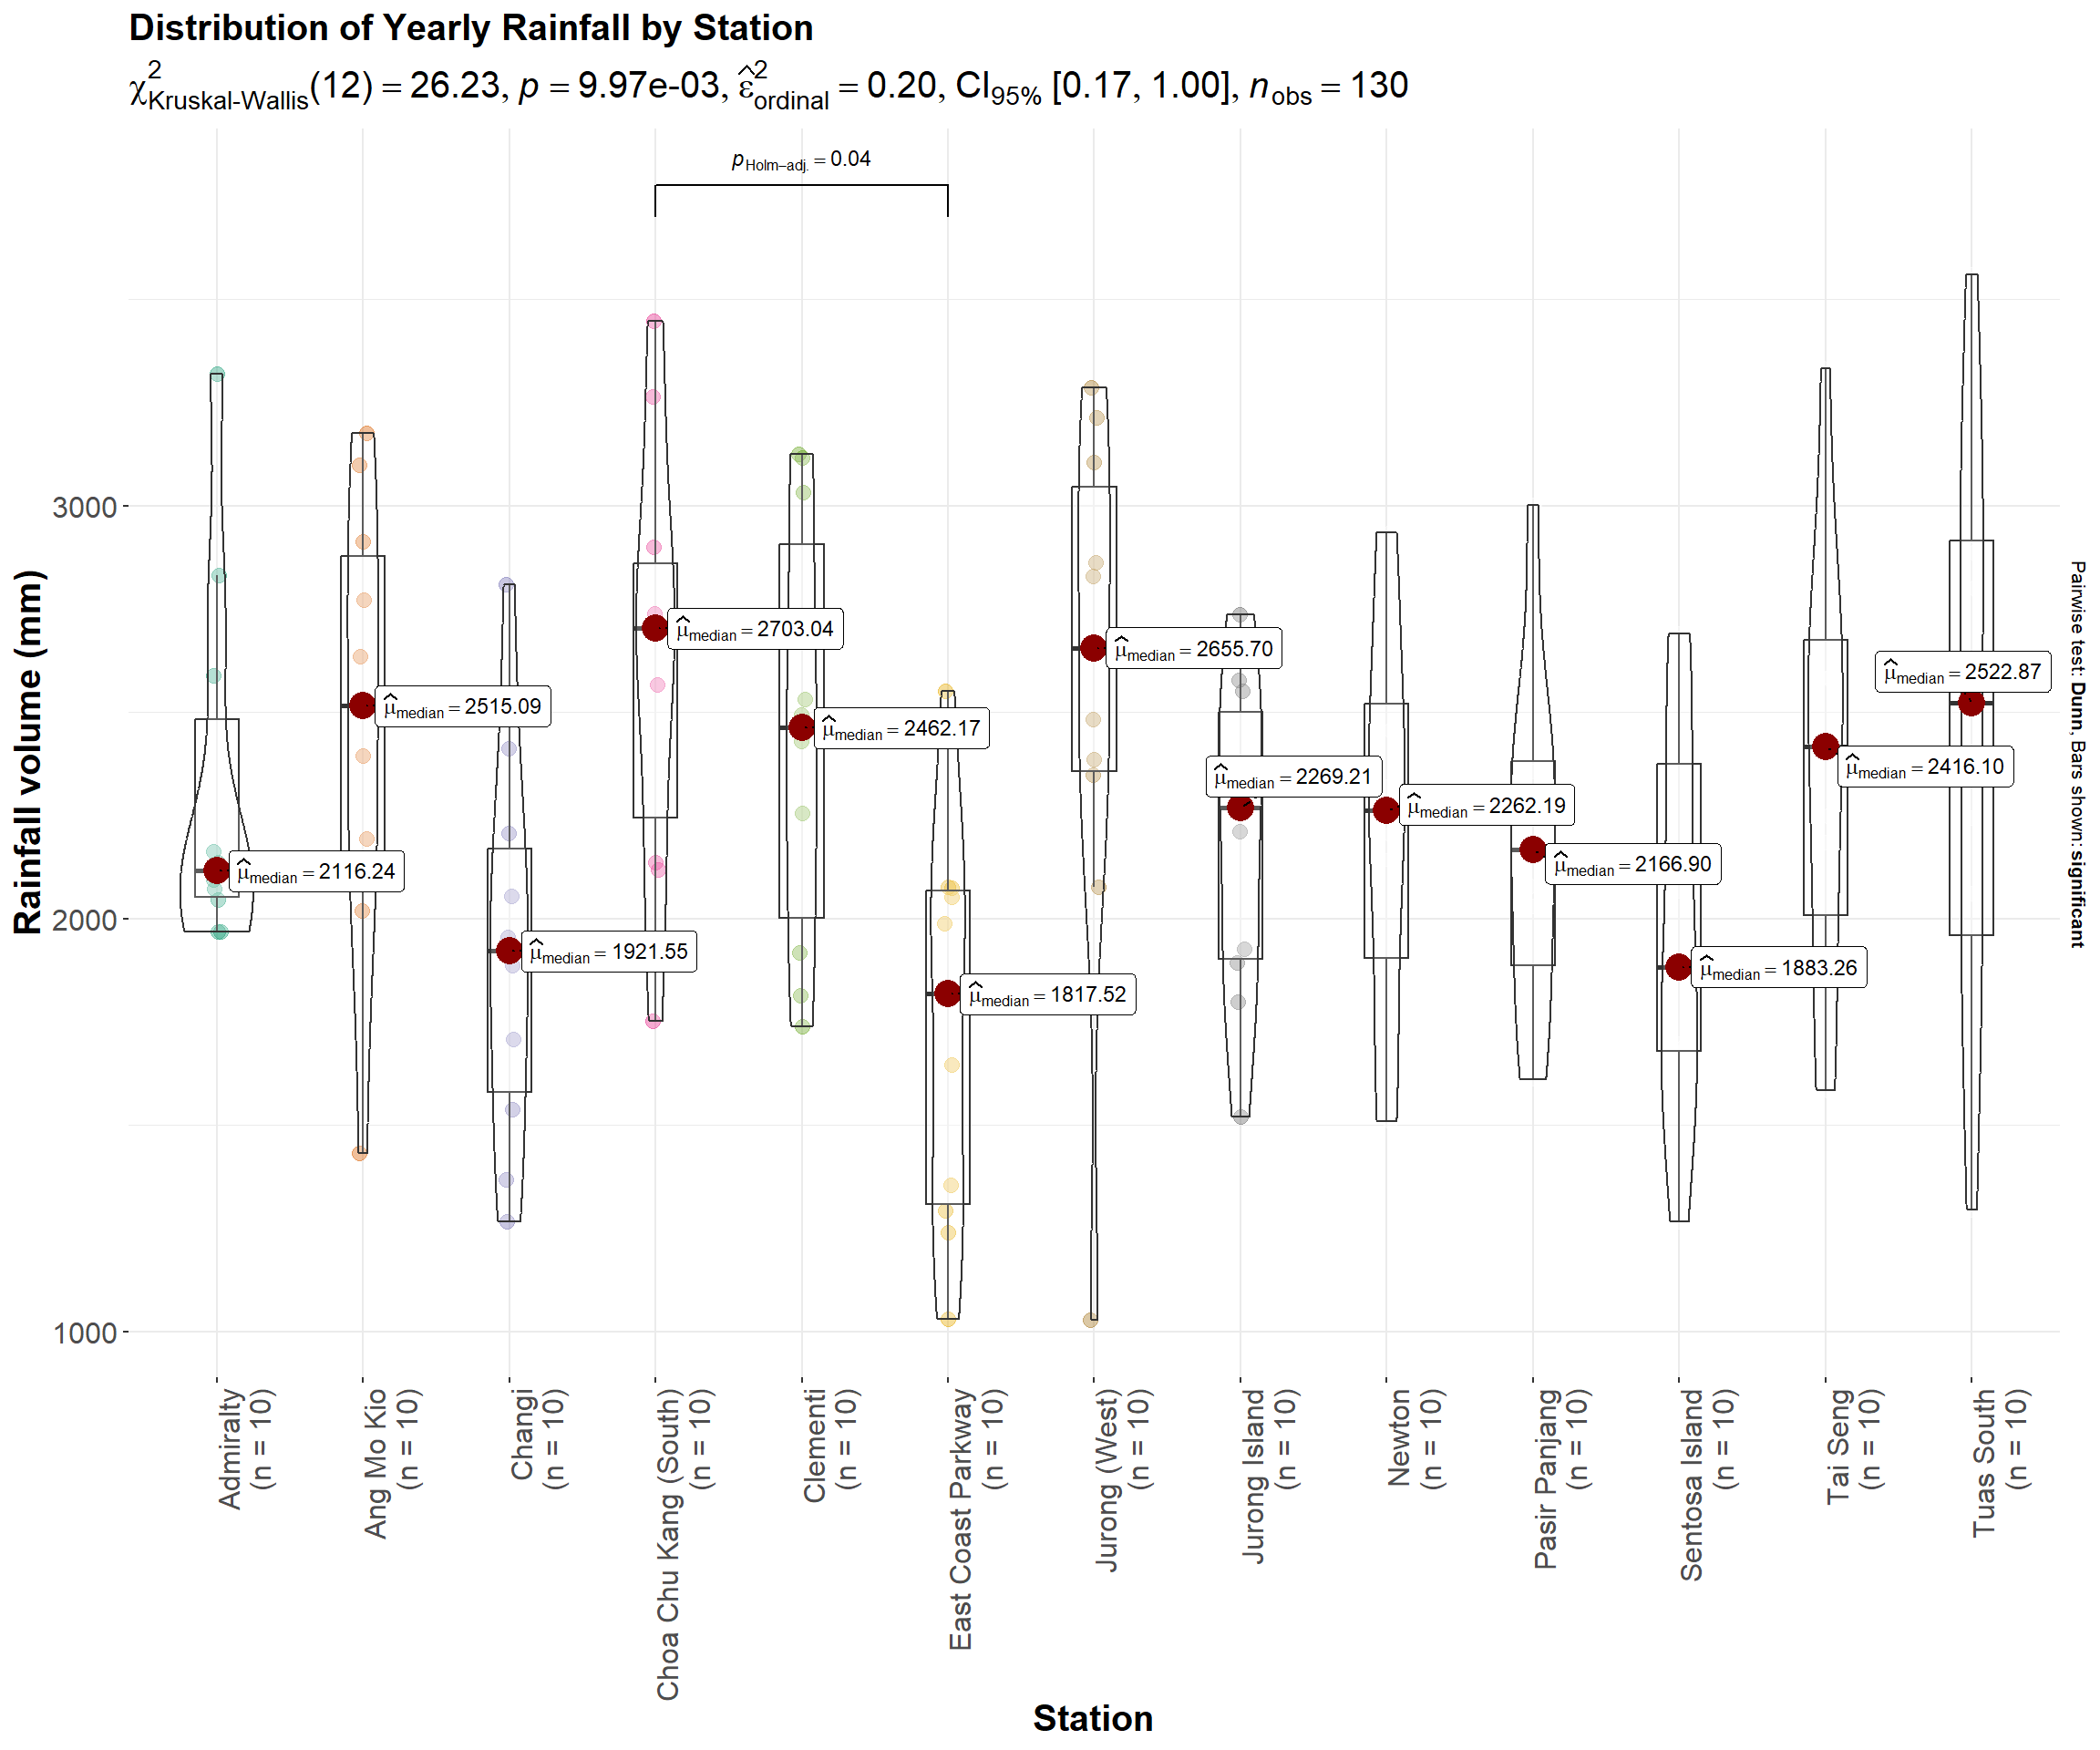 Distribution of Yearly Rainfall by Station
χ²Kruskal-Wallis(12) = 26.23, p = 9.97e-03, ε̂²ordinal = 0.20, CI95% [0.17, 1.00], nobs = 130
pHolm–adj. = 0.04
Rainfall volume (mm)
3000
2000
1000
μ̂median = 2116.24
μ̂median = 2515.09
μ̂median = 1921.55
μ̂median = 2703.04
μ̂median = 2462.17
μ̂median = 1817.52
μ̂median = 2655.70
μ̂median = 2269.21
μ̂median = 2262.19
μ̂median = 2166.90
μ̂median = 1883.26
μ̂median = 2416.10
μ̂median = 2522.87
Pairwise test: Dunn, Bars shown: significant
Admiralty
(n = 10)
Ang Mo Kio
(n = 10)
Changi
(n = 10)
Choa Chu Kang (South)
(n = 10)
Clementi
(n = 10)
East Coast Parkway
(n = 10)
Jurong (West)
(n = 10)
Jurong Island
(n = 10)
Newton
(n = 10)
Pasir Panjang
(n = 10)
Sentosa Island
(n = 10)
Tai Seng
(n = 10)
Tuas South
(n = 10)
Station